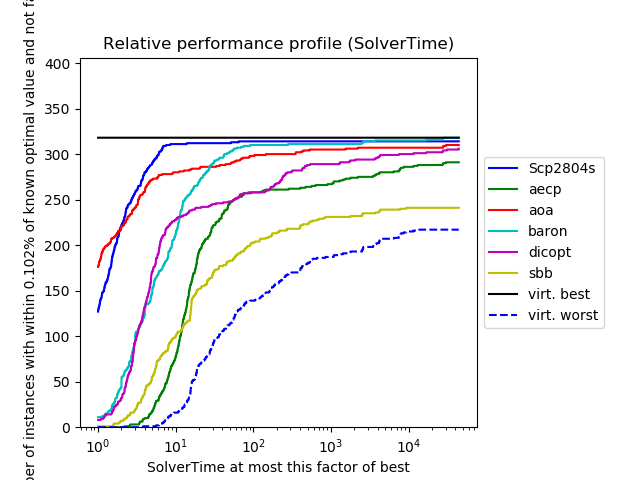 Relative performance profile (SolverTime)
of instances with within 0.102% of known optimal value and not
400
350
300
250
200
150
100
50
0
10^0
10^1
10^2
10^3
10^4
SolverTime at most this factor of best
Scp2804s
aecp
aoa
baron
dicopt
sbb
virt. best
virt. worst